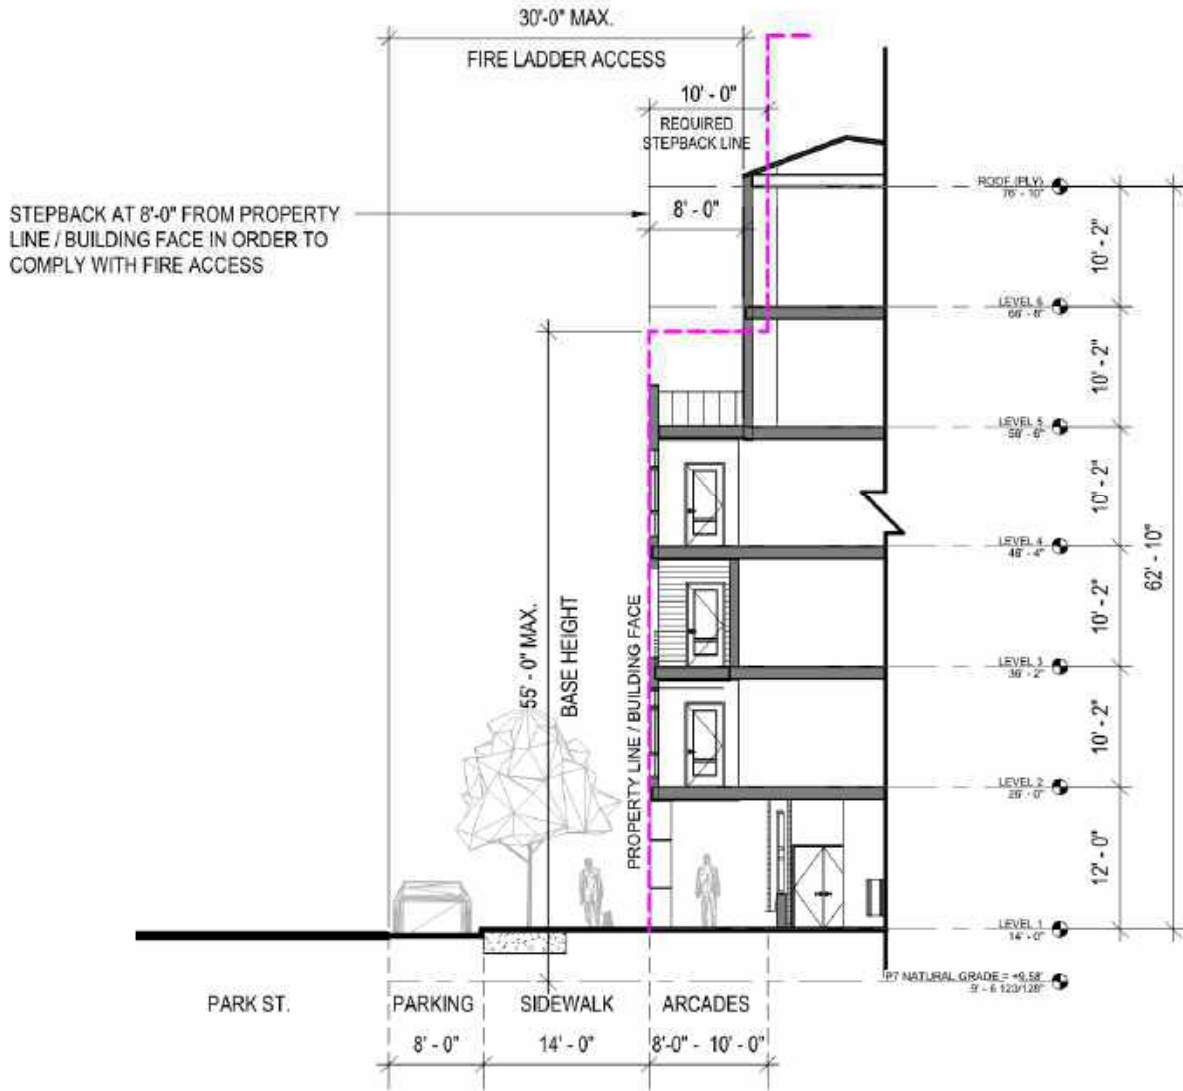 30'-0" MAX.
FIRE LADDER ACCESS
10' - 0"
REQUIRED
STEPBACK LINE
8' - 0"
STEPBACK AT 8'-0" FROM PROPERTY
LINE / BUILDING FACE IN ORDER TO
COMPLY WITH FIRE ACCESS
ROOF (PLY)
76' - 10"
10' - 2"
LEVEL 6
66' - 8"
10' - 2"
LEVEL 5
56' - 6"
10' - 2"
LEVEL 4
46' - 4"
62' - 10"
10' - 2"
LEVEL 3
36' - 2"
10' - 2"
LEVEL 2
26' - 0"
12' - 0"
LEVEL 1
14' - 0"
55' - 0" MAX.
BASE HEIGHT
PROPERTY LINE / BUILDING FACE
P7 NATURAL GRADE = +9.58'
9' - 6 123/128"
PARK ST.
PARKING
SIDEWALK
ARCADES
8' - 0"
14' - 0"
8'-0" - 10'-0"